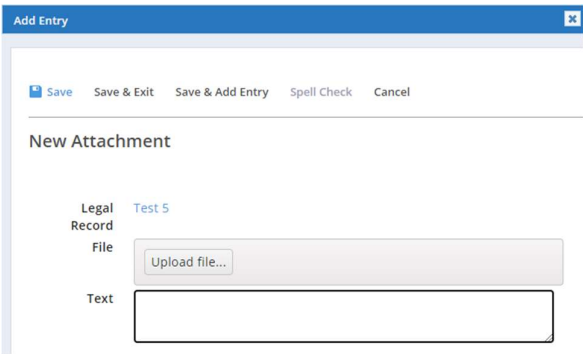 Add Entry
Save Save & Exit Save & Add Entry Spell Check Cancel
New Attachment
Legal Record Test 5
File
Upload file...
Text